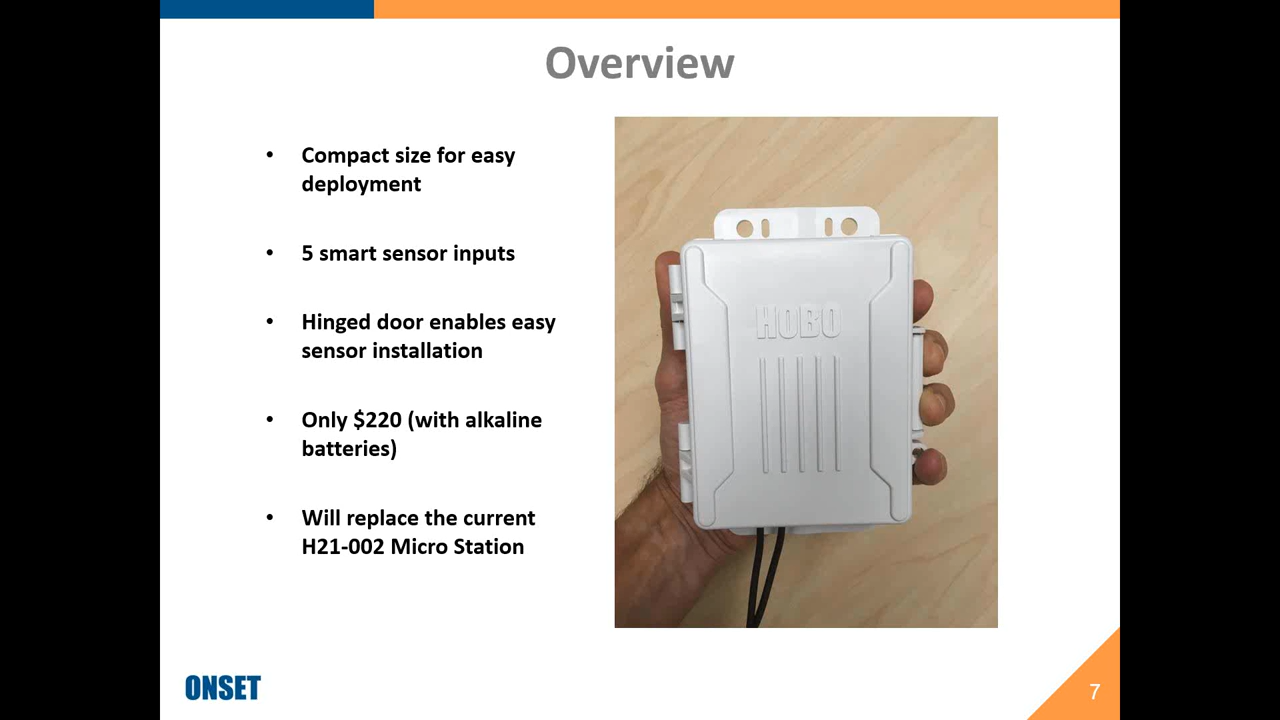 Overview
• Compact size for easy
deployment
• 5 smart sensor inputs
• Hinged door enables easy
sensor installation
• Only $220 (with alkaline
batteries)
• Will replace the current
H21-002 Micro Station
HOBO
ONSET
7